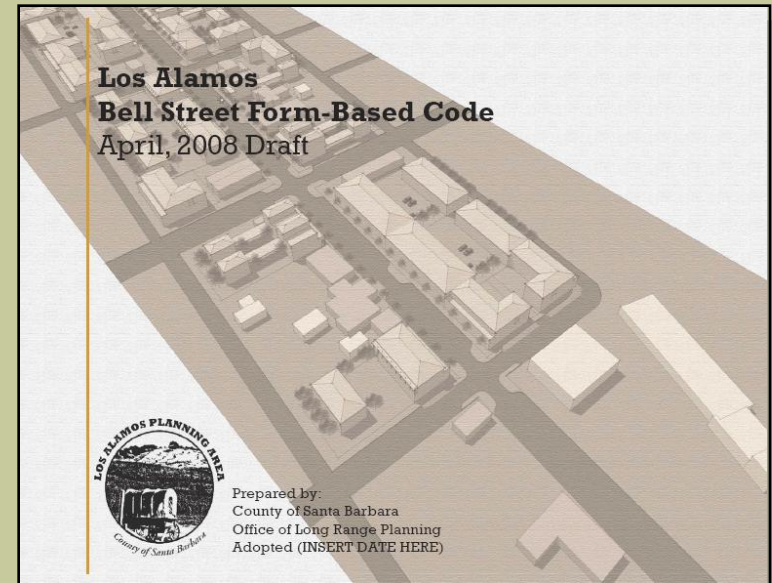 Los Alamos
Bell Street Form-Based Code
April, 2008 Draft
LOS ALAMOS PLANNING AREA
County of Santa Barbara
Prepared by:
County of Santa Barbara
Office of Long Range Planning
Adopted (INSERT DATE HERE)